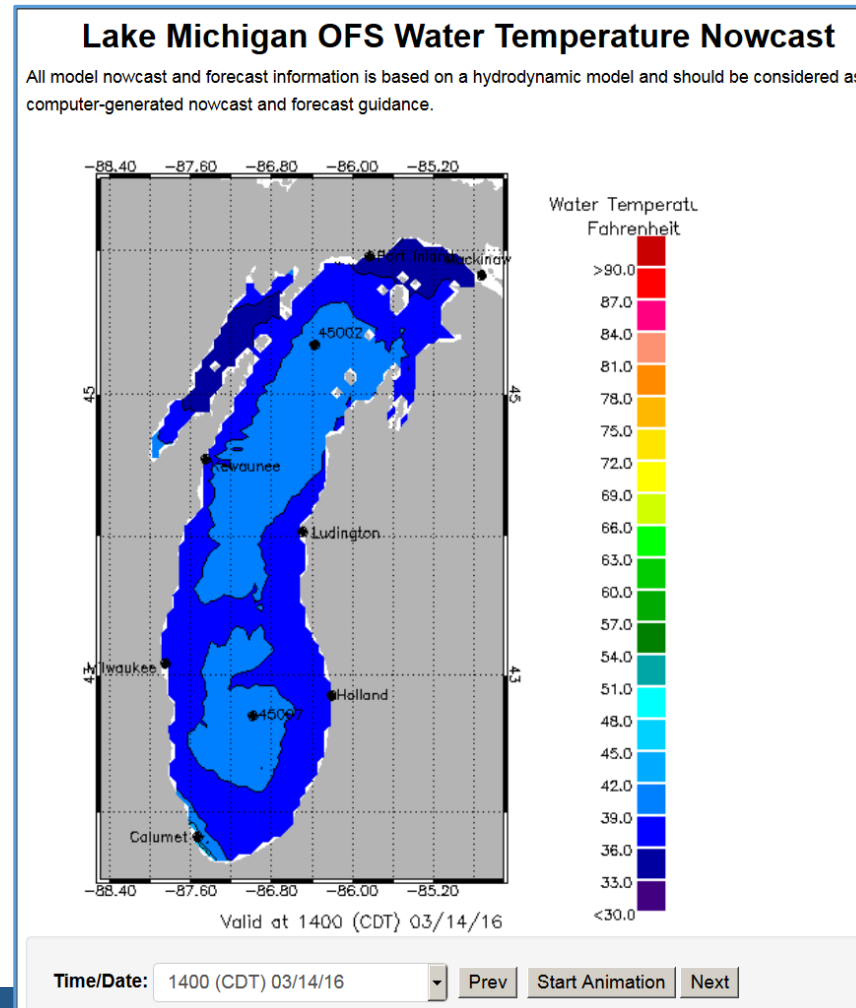 Lake Michigan OFS Water Temperature Nowcast
All model nowcast and forecast information is based on a hydrodynamic model and should be considered as
computer-generated nowcast and forecast guidance.
-88.40 -87.60 -86.80 -86.00 -85.20
Water Temperatu
Fahrenheit
Port Inland
ckinaw
>90.0
87.0
45002
84.0
81.0
45 45
78.0
75.0
Kewaunee
72.0
69.0
66.0
Ludington
63.0
60.0
57.0
Milwaukee
54.0
43
Holland
51.0
45007
48.0
45.0
42.0
39.0
Calumet
36.0
33.0
-88.40 -87.60 -86.80 -86.00 -85.20
<30.0
Valid at 1400 (CDT) 03/14/16
Time/Date: 1400 (CDT) 03/14/16 Prev Start Animation Next